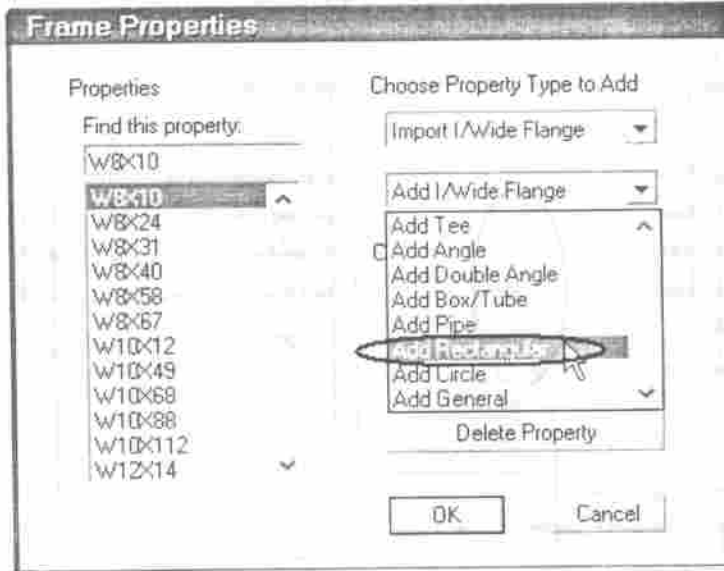 Frame Properties
Properties
Find this property:
W8X10
W8X10
W8X24
W8X31
W8X40
W8X58
W8X67
W10X12
W10X49
W10X68
W10X88
W10X112
W12X14
Choose Property Type to Add
Import I/Wide Flange
Add I/Wide Flange
Add Tee
C
Add Angle
Add Double Angle
Add Box/Tube
Add Pipe
Add Rectangular
Add Circle
Add General
Delete Property
OK
Cancel